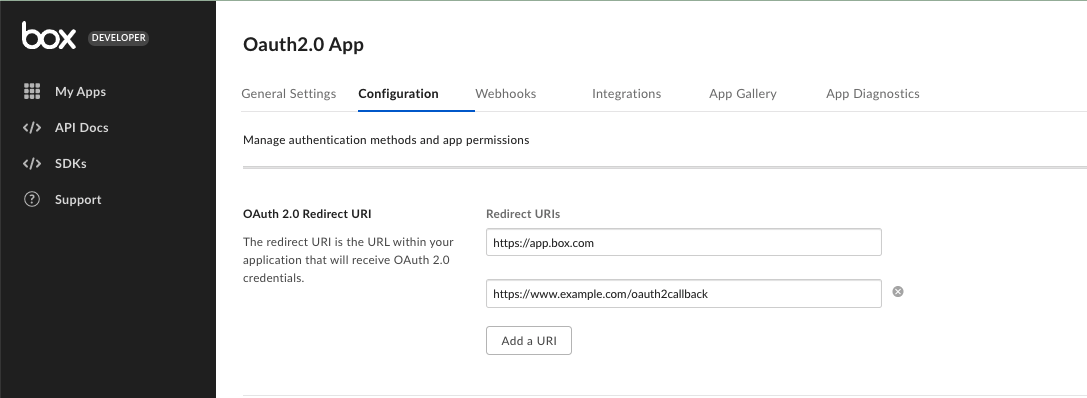 box DEVELOPER
My Apps
API Docs
SDKs
Support
Oauth2.0 App
General Settings Configuration Webhooks Integrations App Gallery App Diagnostics
Manage authentication methods and app permissions
OAuth 2.0 Redirect URI
The redirect URI is the URL within your
application that will receive OAuth 2.0
credentials.
Redirect URIs
https://app.box.com
https://www.example.com/oauth2callback
Add a URI